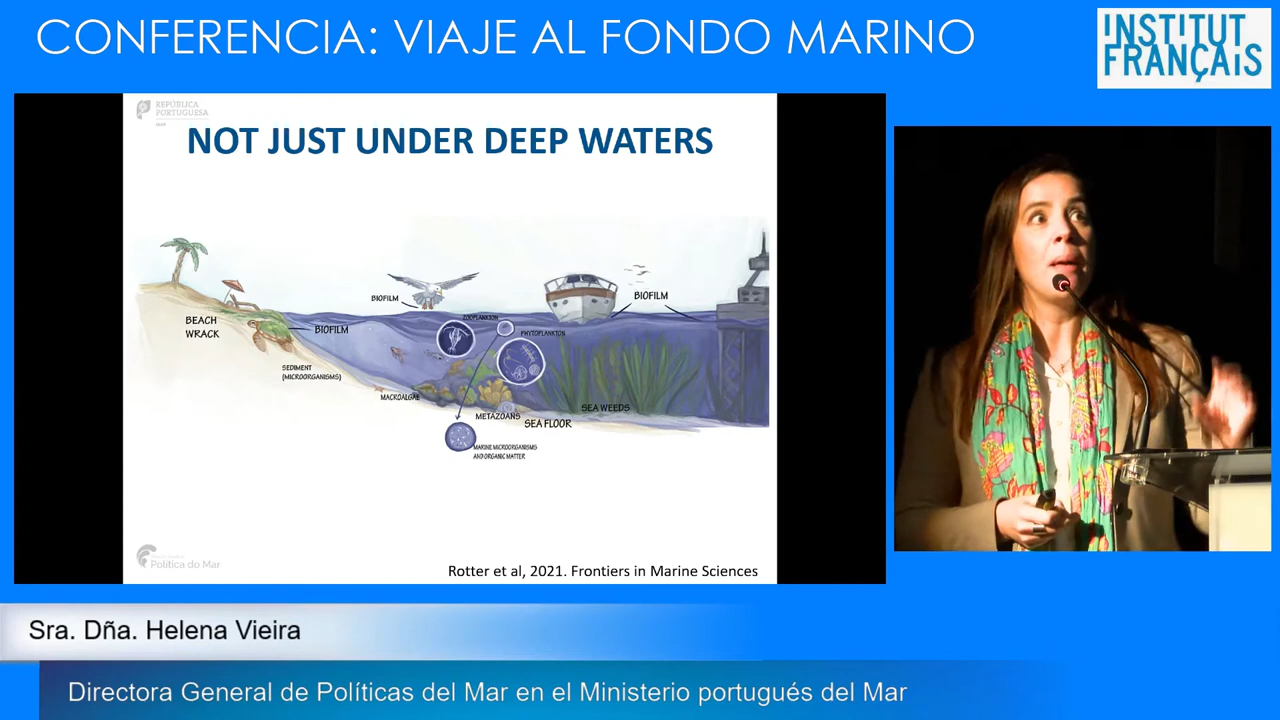 CONFERENCIA: VIAJE AL FONDO MARINO
INSTITUT
FRANÇAIS
REPÚBLICA
PORTUGUESA
NOT JUST UNDER DEEP WATERS
BIOFILM
BIOFILM
ZOOPLANKTON
BEACH
WRACK
BIOFILM
PHYTOPLANKTON
SEDIMENT
(MICROORGANISMS)
MACROALGAE
SEA WEEDS
METAZOANS
SEA FLOOR
MARINE MICROORGANISMS
AND ORGANIC MATTER
Política do Mar
Rotter et al, 2021. Frontiers in Marine Sciences
Sra. Dña. Helena Vieira
Directora General de Políticas del Mar en el Ministerio portugués del Mar